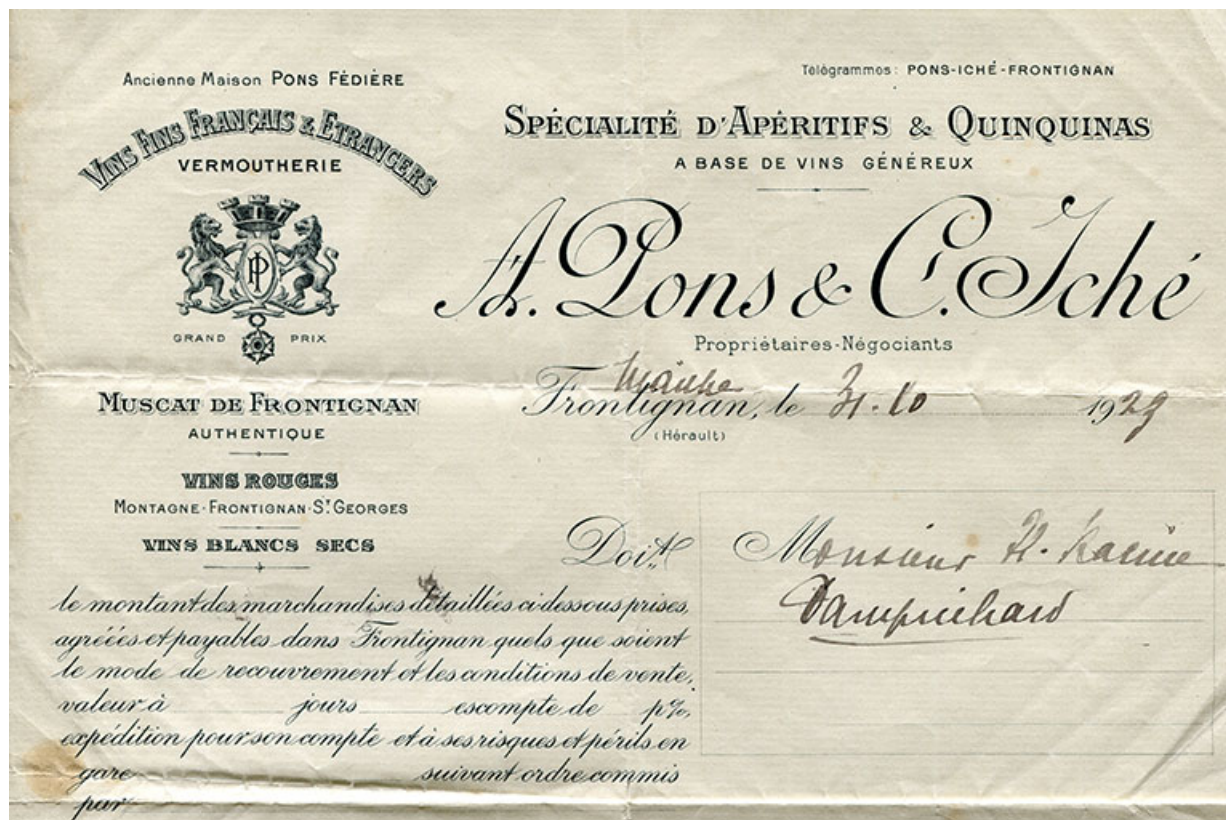 Ancienne Maison PONS FÉDIÈRE
VINS FINS FRANÇAIS & ETRANGERS
VERMOUTHERIE
GRAND PRIX
MUSCAT DE FRONTIGNAN
AUTHENTIQUE
VINS ROUGES
MONTAGNE-FRONTIGNAN-ST GEORGES
VINS BLANCS SECS
Télégrammes: PONS-ICHÉ-FRONTIGNAN
SPÉCIALITÉ D'APÉRITIFS & QUINQUINAS
A BASE DE VINS GÉNÉREUX
A. Pons & C. Iché
Propriétaires-Négociants
Maiche
Frontignan, le 31.10 1929
(Hérault)
Doit
Monsieur H. Racine
Damprichard
le montant des marchandises détaillées ci-dessous prises,
agréées et payables dans Frontignan quels que soient
le mode de recouvrement et les conditions de vente,
valeur à jours escompte de p%,
expédition pour son compte et à ses risques et périls en
gare suivant ordre commis
par